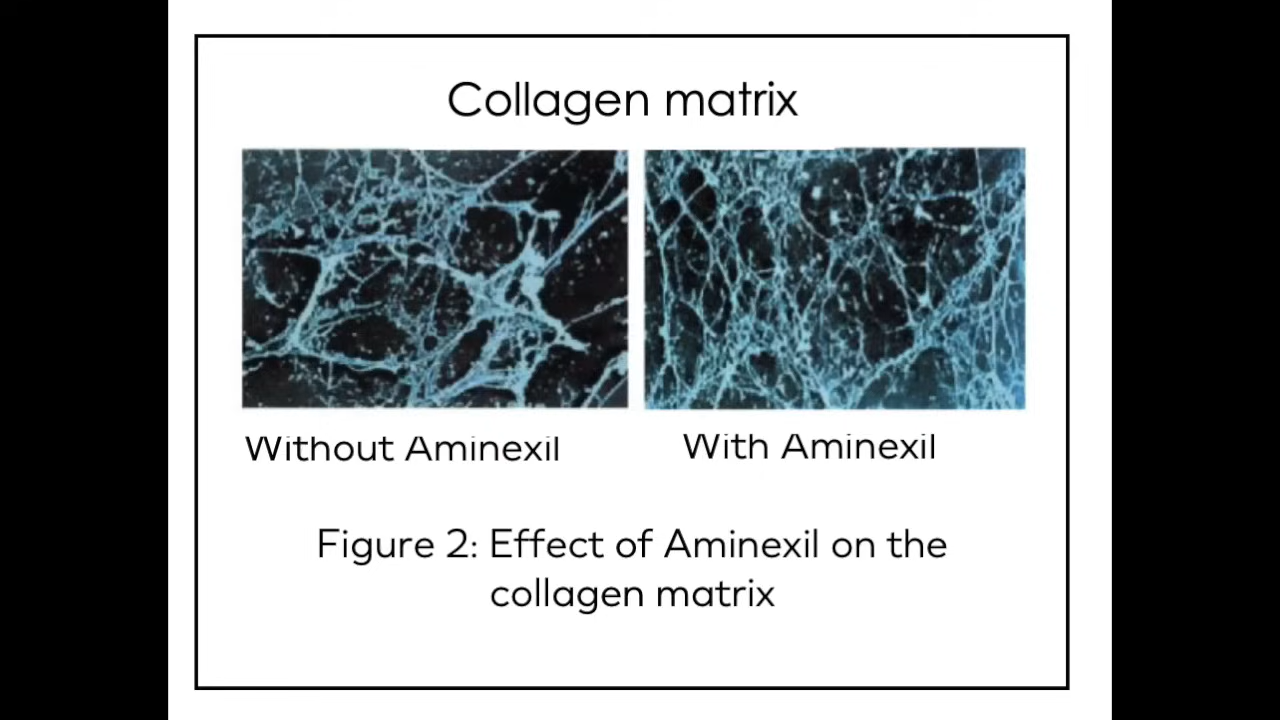 Collagen matrix
Without Aminexil
With Aminexil
Figure 2: Effect of Aminexil on the
collagen matrix